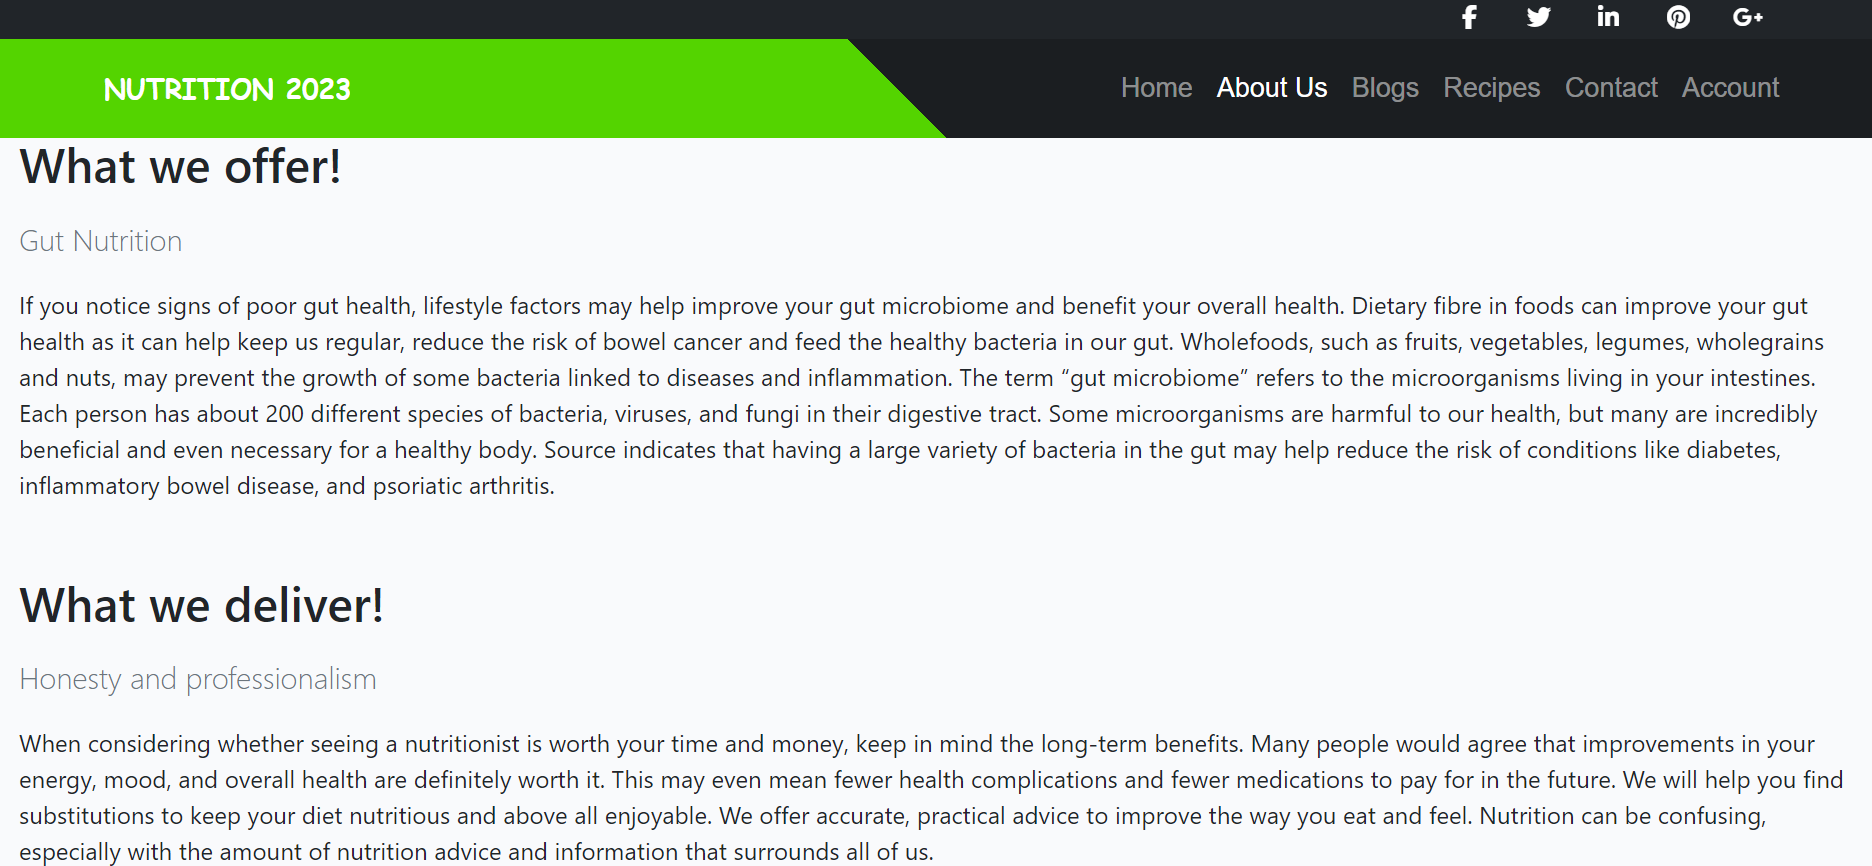 NUTRITION 2023
Home About Us Blogs Recipes Contact Account
What we offer!
Gut Nutrition
If you notice signs of poor gut health, lifestyle factors may help improve your gut microbiome and benefit your overall health. Dietary fibre in foods can improve your gut
health as it can help keep us regular, reduce the risk of bowel cancer and feed the healthy bacteria in our gut. Wholefoods, such as fruits, vegetables, legumes, wholegrains
and nuts, may prevent the growth of some bacteria linked to diseases and inflammation. The term “gut microbiome” refers to the microorganisms living in your intestines.
Each person has about 200 different species of bacteria, viruses, and fungi in their digestive tract. Some microorganisms are harmful to our health, but many are incredibly
beneficial and even necessary for a healthy body. Source indicates that having a large variety of bacteria in the gut may help reduce the risk of conditions like diabetes,
inflammatory bowel disease, and psoriatic arthritis.
What we deliver!
Honesty and professionalism
When considering whether seeing a nutritionist is worth your time and money, keep in mind the long-term benefits. Many people would agree that improvements in your
energy, mood, and overall health are definitely worth it. This may even mean fewer health complications and fewer medications to pay for in the future. We will help you find
substitutions to keep your diet nutritious and above all enjoyable. We offer accurate, practical advice to improve the way you eat and feel. Nutrition can be confusing,
especially with the amount of nutrition advice and information that surrounds all of us.